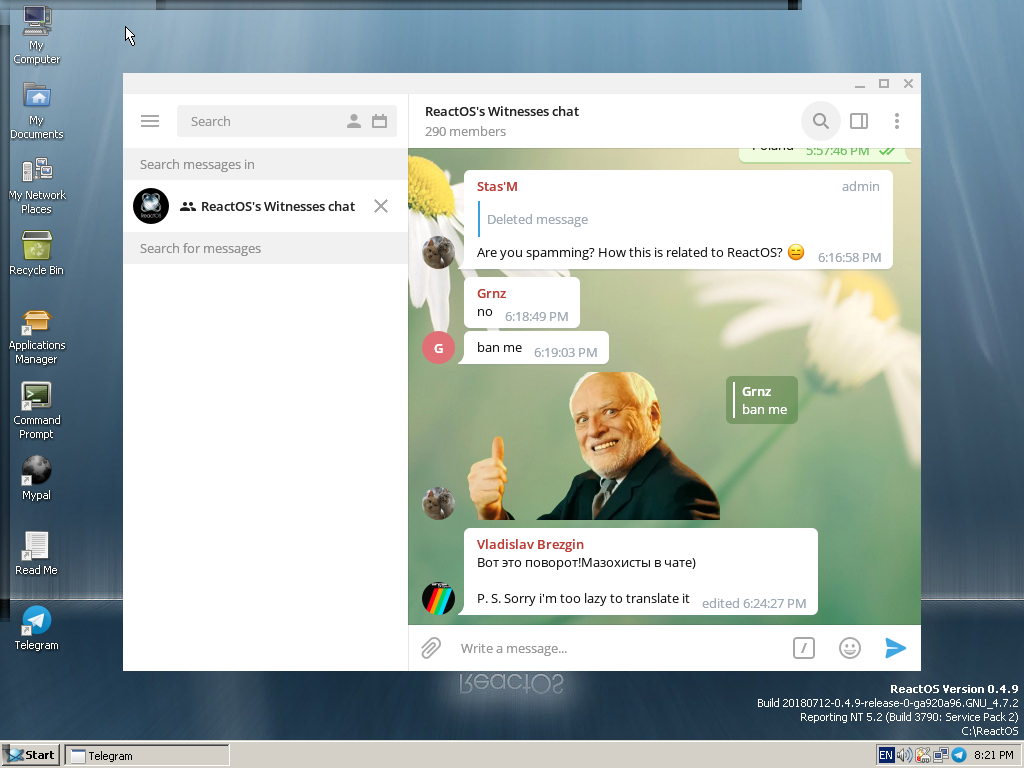 My
Computer
My
Documents
My Network
Places
Recycle Bin
Applications
Manager
Command
Prompt
Mypal
Read Me
Telegram
Search
Search messages in
ReactOS
ReactOS's Witnesses chat
Search for messages
ReactOS's Witnesses chat
290 members
Poland 5:57:46 PM
Stas'M admin
Deleted message
Are you spamming? How this is related to ReactOS? 😑 6:16:58 PM
Grnz
no 6:18:49 PM
G
ban me 6:19:03 PM
Grnz
ban me
Vladislav Brezgin
Вот это поворот!Мазохисты в чате)
P. S. Sorry i'm too lazy to translate it edited 6:24:27 PM
Write a message...
/
ReactOS
ReactOS Version 0.4.9
Build 20180712-0.4.9-release-0-ga920a96.GNU_4.7.2
Reporting NT 5.2 (Build 3790: Service Pack 2)
C:\ReactOS
Start
Telegram
EN
8:21 PM